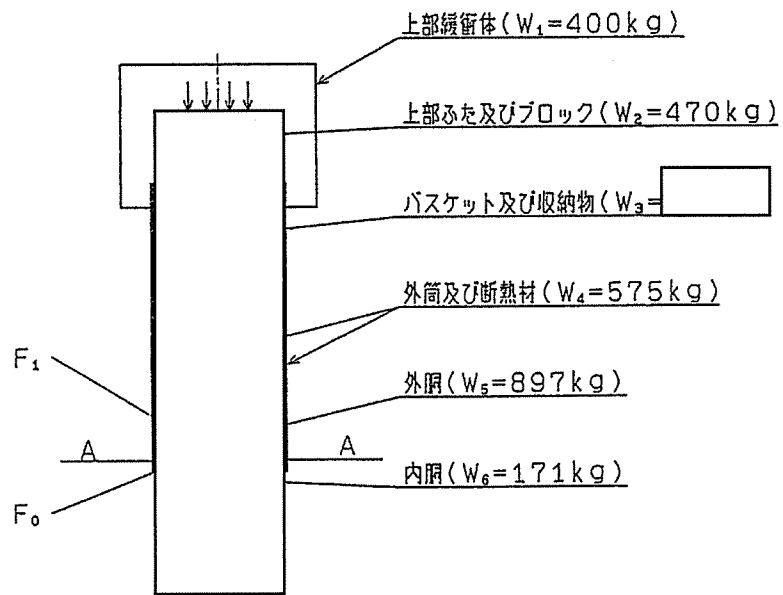 上部緩衝体(W₁=400kg)
上部ふた及びブロック(W₂=470kg)
バスケット及び収納物(W₃=
外筒及び断熱材(W₄=575kg)
F₁
外胴(W₅=897kg)
A A
内胴(W₆=171kg)
F₀